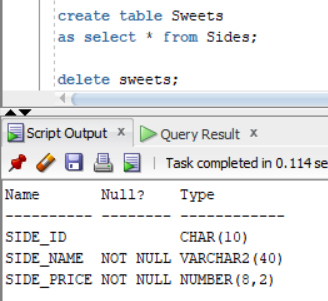 create table Sweets
as select * from Sides;
delete sweets;
Script Output x Query Result x
Task completed in 0.114 se
Name Null? Type
---------- -------- ------------
SIDE_ID CHAR(10)
SIDE_NAME NOT NULL VARCHAR2(40)
SIDE_PRICE NOT NULL NUMBER(8,2)